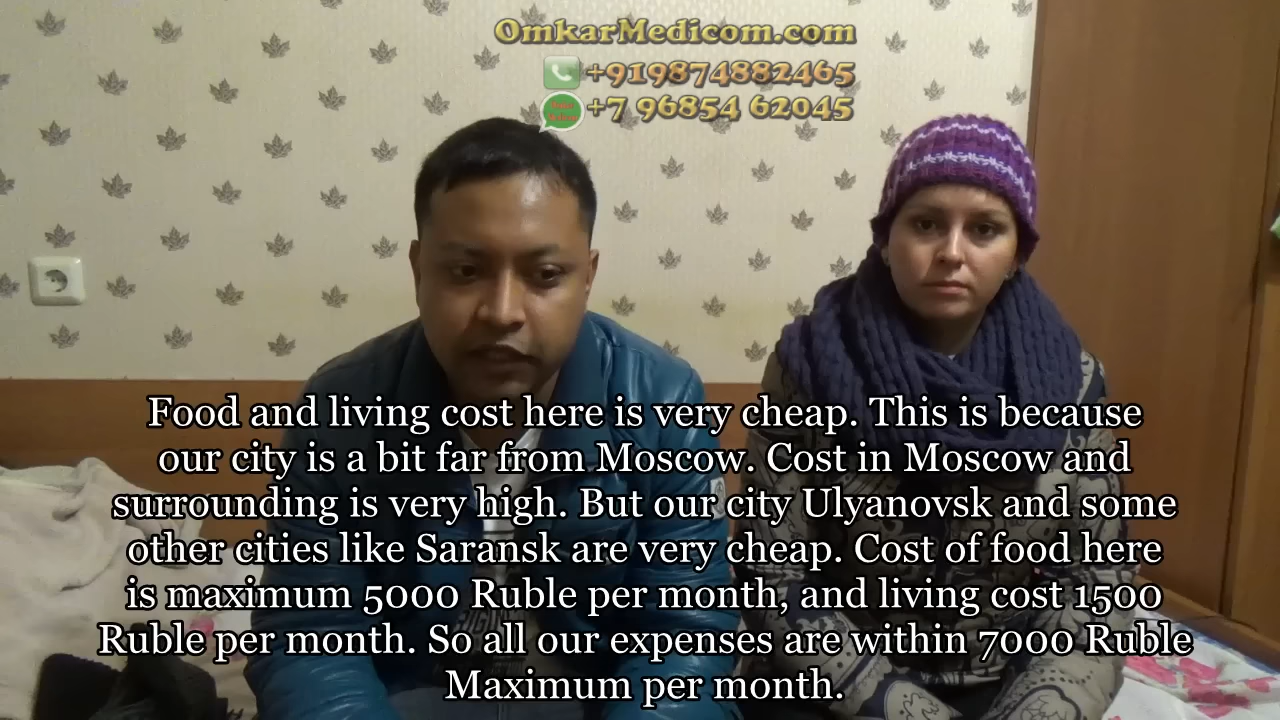 OmkarMedicom.com
+919874882465
+7 96854 62045
Food and living cost here is very cheap. This is because
our city is a bit far from Moscow. Cost in Moscow and
surrounding is very high. But our city Ulyanovsk and some
other cities like Saransk are very cheap. Cost of food here
is maximum 5000 Ruble per month, and living cost 1500
Ruble per month. So all our expenses are within 7000 Ruble
Maximum per month.